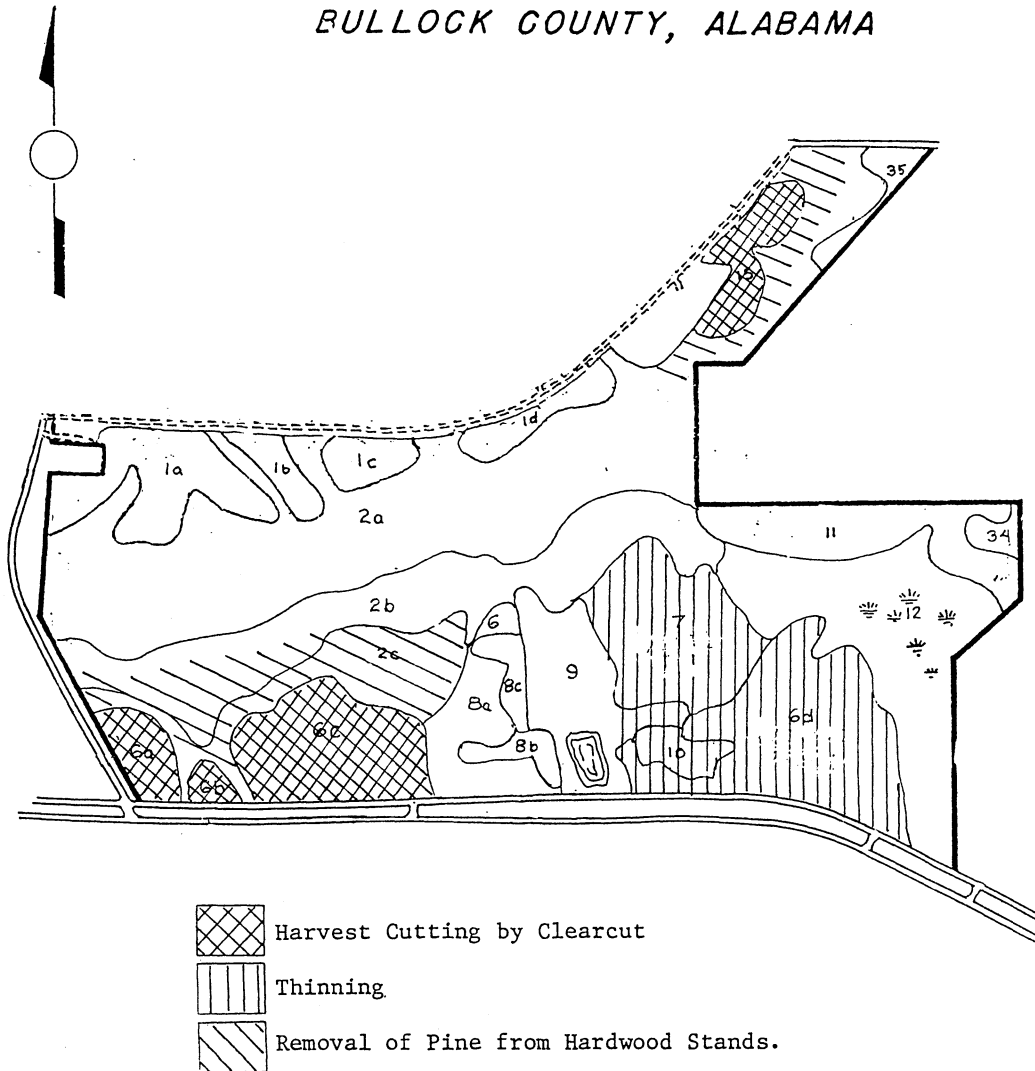 BULLOCK COUNTY, ALABAMA
35
15
1d
1a
1b
1c
2a
11
34
12
2b
6
7
2c
9
8c
8a
6d
6c
6a
8b
10
6b
Harvest Cutting by Clearcut
Thinning
Removal of Pine from Hardwood Stands.